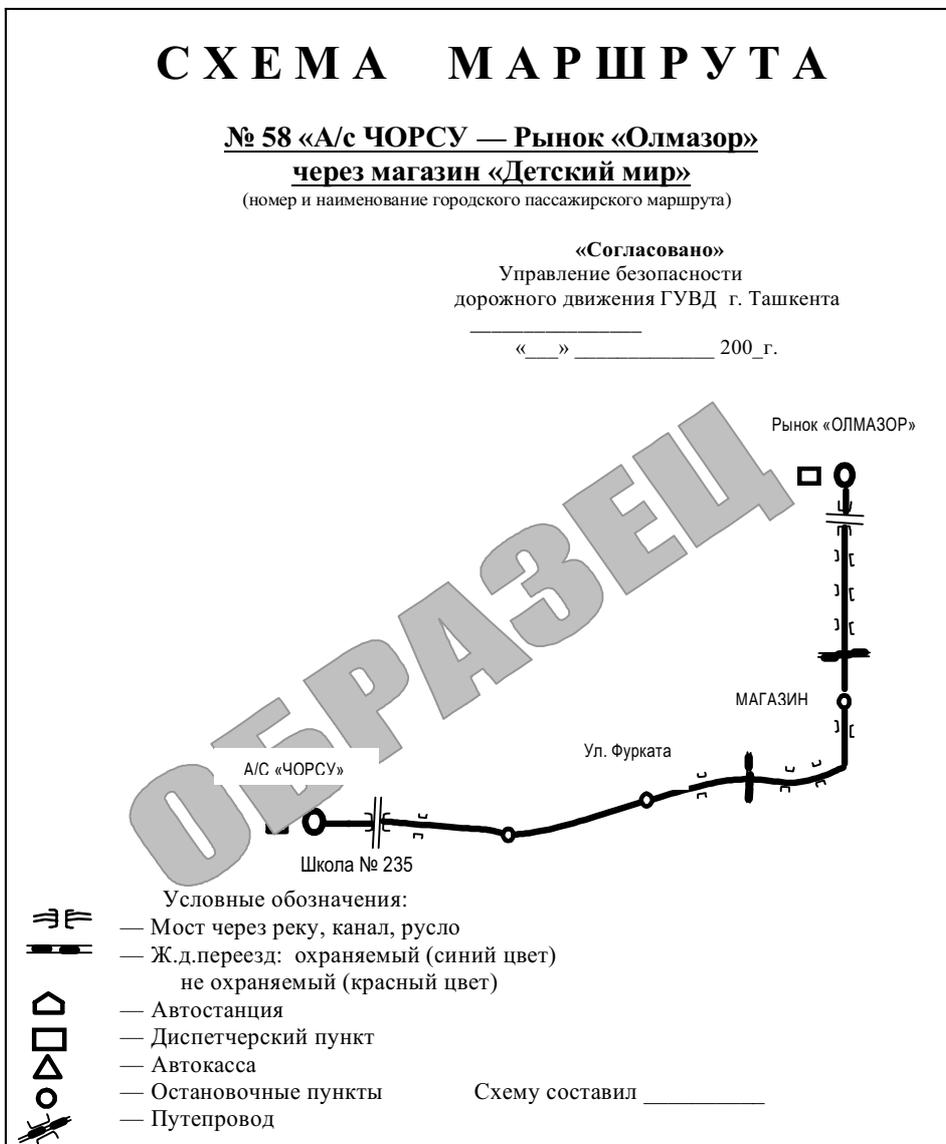 СХЕМА МАРШРУТА
№ 58 «А/с ЧОРСУ — Рынок «Олмазор»
через магазин «Детский мир»
(номер и наименование городского пассажирского маршрута)
«Согласовано»
Управление безопасности
дорожного движения ГУВД г. Ташкента
________________
«___» _____________ 200_г.
Рынок «ОЛМАЗОР»
ОБРАЗЕЦ
МАГАЗИН
Ул. Фурката
А/С «ЧОРСУ»
Школа № 235
Условные обозначения:
— Мост через реку, канал, русло
— Ж.д.переезд: охраняемый (синий цвет)
не охраняемый (красный цвет)
— Автостанция
— Диспетчерский пункт
— Автокасса
— Остановочные пункты Схему составил ___________
— Путепровод